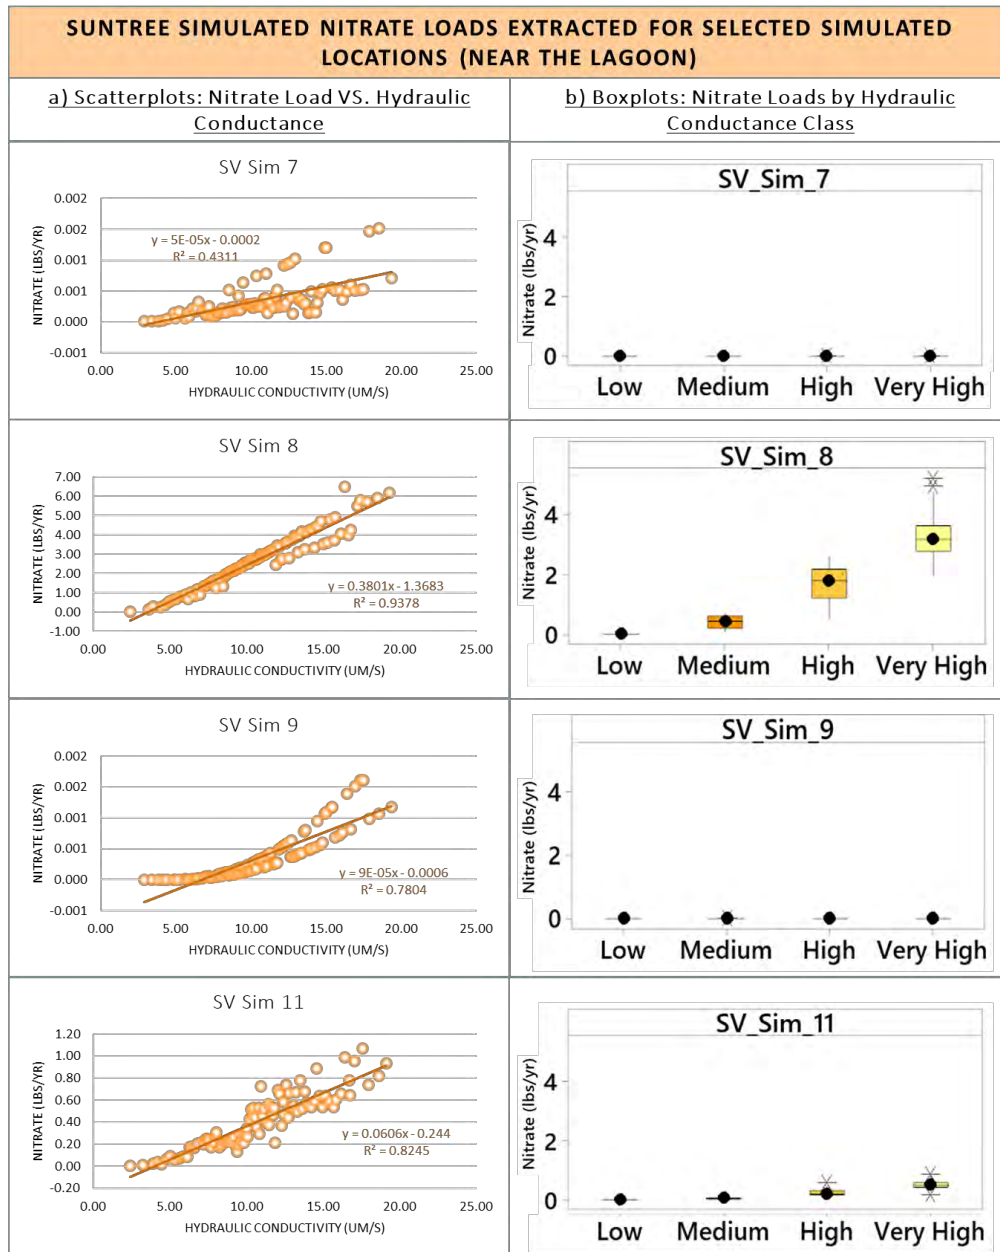 SUNTREE SIMULATED NITRATE LOADS EXTRACTED FOR SELECTED SIMULATED
LOCATIONS (NEAR THE LAGOON)
a) Scatterplots: Nitrate Load VS. Hydraulic
Conductance
b) Boxplots: Nitrate Loads by Hydraulic
Conductance Class
SV Sim 7
NITRATE (LBS/YR)
0.002
0.002
0.001
0.001
0.000
-0.001
y = 5E-05x - 0.0002
R² = 0.4311
0.00 5.00 10.00 15.00 20.00 25.00
HYDRAULIC CONDUCTIVITY (UM/S)
SV_Sim_7
Nitrate (lbs/yr)
4
2
0
Low Medium High Very High
SV Sim 8
NITRATE (LBS/YR)
7.00
6.00
5.00
4.00
3.00
2.00
1.00
0.00
-1.00
y = 0.3801x - 1.3683
R² = 0.9378
0.00 5.00 10.00 15.00 20.00 25.00
HYDRAULIC CONDUCTIVITY (UM/S)
SV_Sim_8
Nitrate (lbs/yr)
4
2
0
Low Medium High Very High
SV Sim 9
NITRATE (LBS/YR)
0.002
0.002
0.001
0.001
0.000
-0.001
y = 9E-05x - 0.0006
R² = 0.7804
0.00 5.00 10.00 15.00 20.00 25.00
HYDRAULIC CONDUCTIVITY (UM/S)
SV_Sim_9
Nitrate (lbs/yr)
4
2
0
Low Medium High Very High
SV Sim 11
NITRATE (LBS/YR)
1.20
1.00
0.80
0.60
0.40
0.20
0.00
-0.20
y = 0.0606x - 0.244
R² = 0.8245
0.00 5.00 10.00 15.00 20.00 25.00
HYDRAULIC CONDUCTIVITY (UM/S)
SV_Sim_11
Nitrate (lbs/yr)
4
2
0
Low Medium High Very High